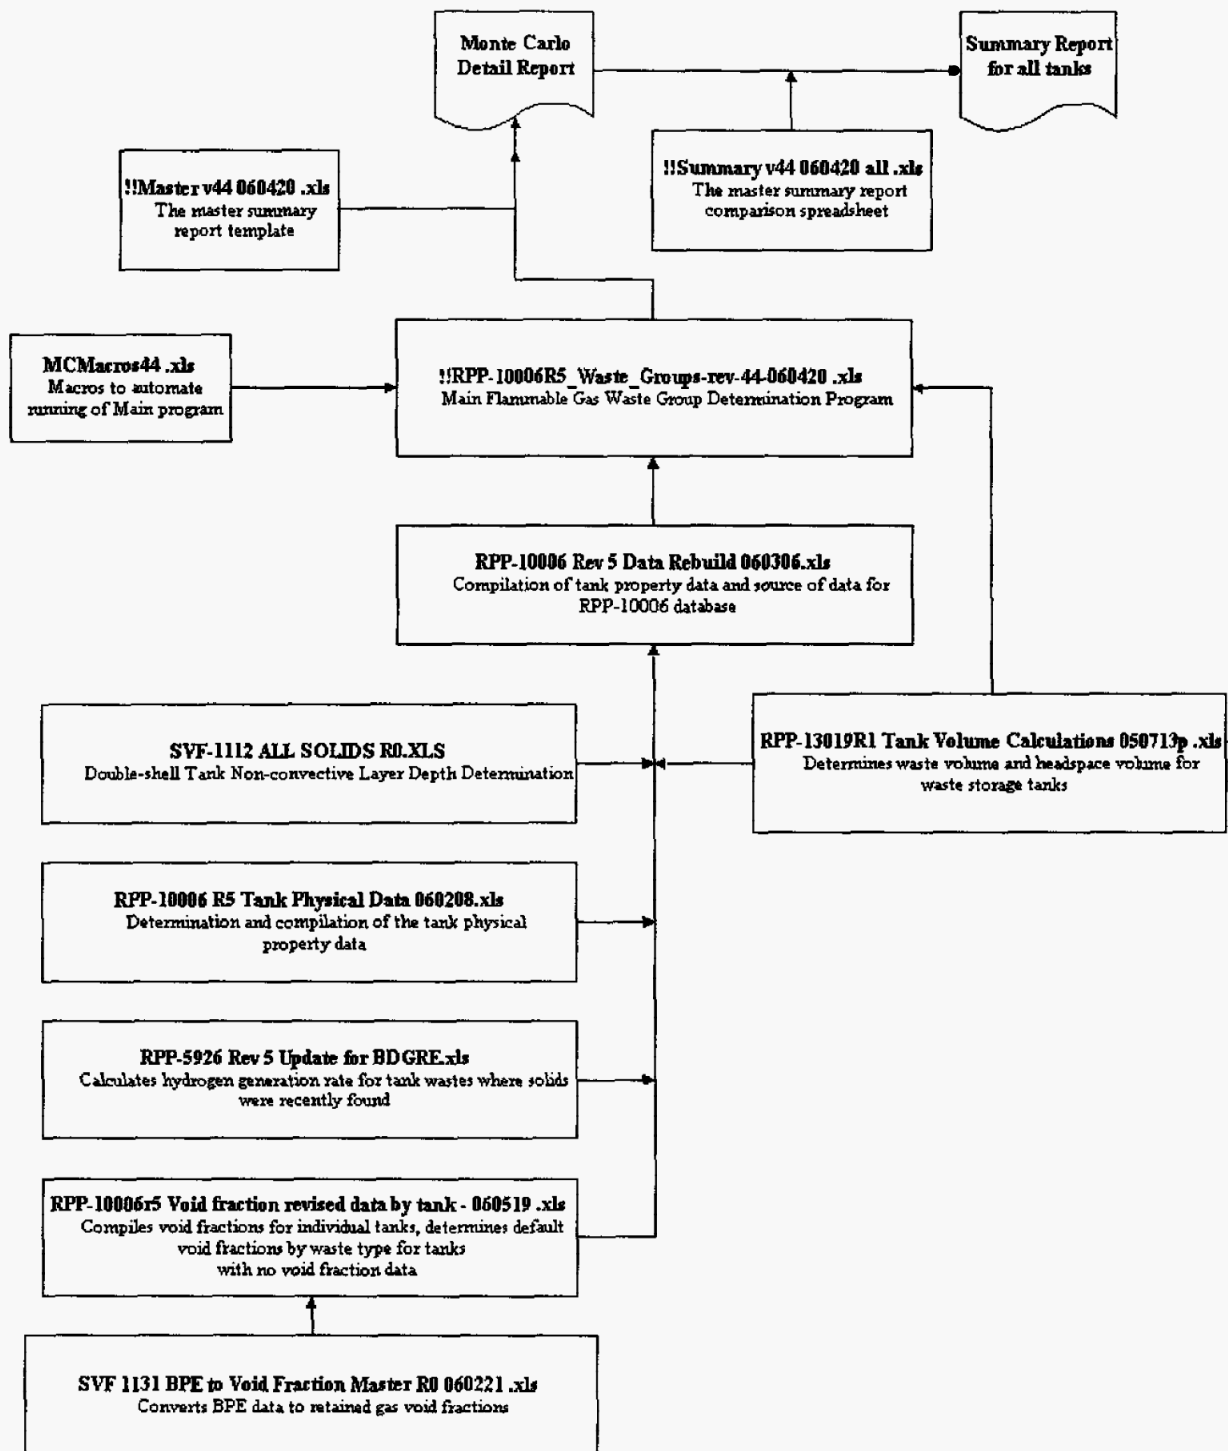 Monte Carlo
Detail Report
Summary Report
for all tanks
!!Master v44 060420 .xls
The master summary
report template
!!Summary v44 060420 all .xls
The master summary report
comparison spreadsheet
MCMacros44 .xls
Macros to automate
running of Main program
!!RPP-10006R5_Waste_Groups-rev-44-060420 .xls
Main Flammable Gas Waste Group Determination Program
RPP-10006 Rev 5 Data Rebuild 060306.xls
Compilation of tank property data and source of data for
RPP-10006 database
SVF-1112 ALL SOLIDS R0.XLS
Double-shell Tank Non-convective Layer Depth Determination
RPP-13019R1 Tank Volume Calculations 050713p .xls
Determines waste volume and headspace volume for
waste storage tanks
RPP-10006 R5 Tank Physical Data 060208.xls
Determination and compilation of the tank physical
property data
RPP-5926 Rev 5 Update for BDGRE.xls
Calculates hydrogen generation rate for tank wastes where solids
were recently found
RPP-10006r5 Void fraction revised data by tank - 060519 .xls
Compiles void fractions for individual tanks, determines default
void fractions by waste type for tanks
with no void fraction data
SVF 1131 BPE to Void Fraction Master R0 060221 .xls
Converts BPE data to retained gas void fractions